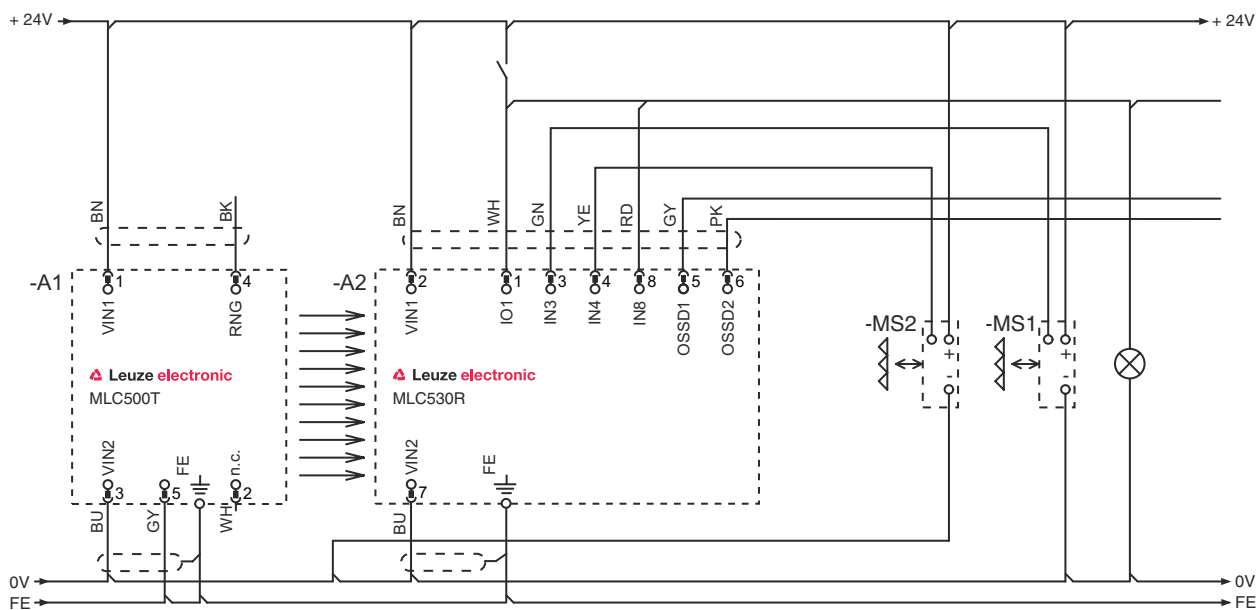 + 24V
+ 24V
BN
BK
BN
WH
GN
YE
RD
GY
PK
-A1
1
4
-A2
2
1
3
4
8
5
6
VIN1
RNG
VIN1
IO1
IN3
IN4
IN8
OSSD1
OSSD2
-MS2
-MS1
+
-
+
-
Leuze electronic
MLC500T
Leuze electronic
MLC530R
VIN2
FE
n.c.
VIN2
FE
3
5
2
7
BU
GY
WH
BU
0V
0V
FE
FE